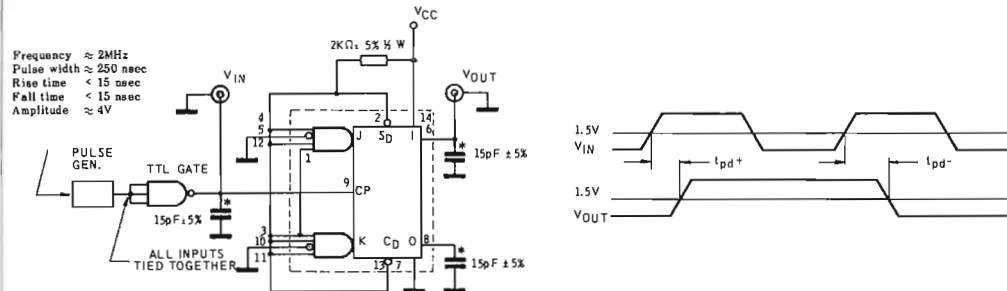 Frequency ≈ 2MHz
Pulse width ≈ 250 nsec
Rise time < 15 nsec
Fall time < 15 nsec
Amplitude ≈ 4V
VCC
2KΩ± 5% ½ W
VIN
VOUT
4
5
12
1
2
14
6
J
SD
1
15pF ±5%
*
PULSE
GEN.
TTL GATE
9
CP
*
15pF±5%
3
10
11
K
CD
0
8
*
15pF ±5%
13
7
ALL INPUTS
TIED TOGETHER
1.5V
VIN
tpd+
tpd-
1.5V
VOUT